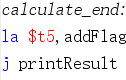 calculate_end:
la $t5, addFlag
j printResult